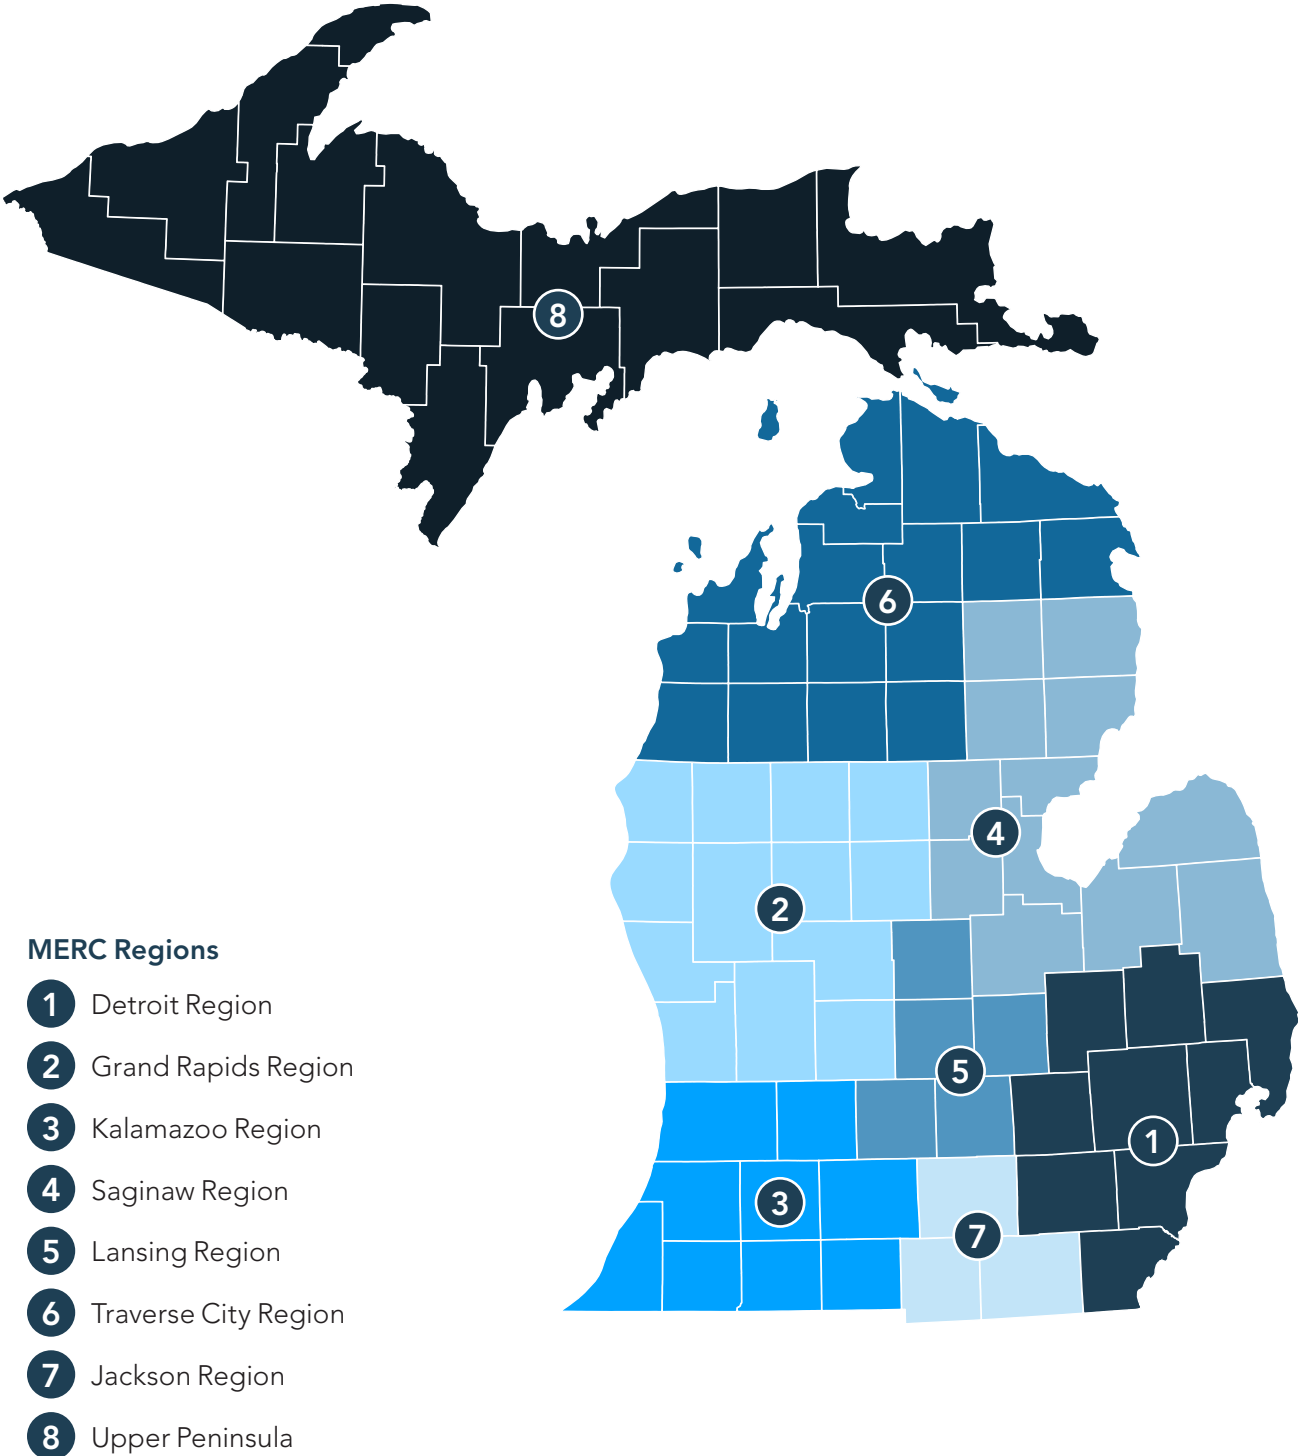 8
6
4
2
5
1
3
7
MERC Regions
1 Detroit Region
2 Grand Rapids Region
3 Kalamazoo Region
4 Saginaw Region
5 Lansing Region
6 Traverse City Region
7 Jackson Region
8 Upper Peninsula